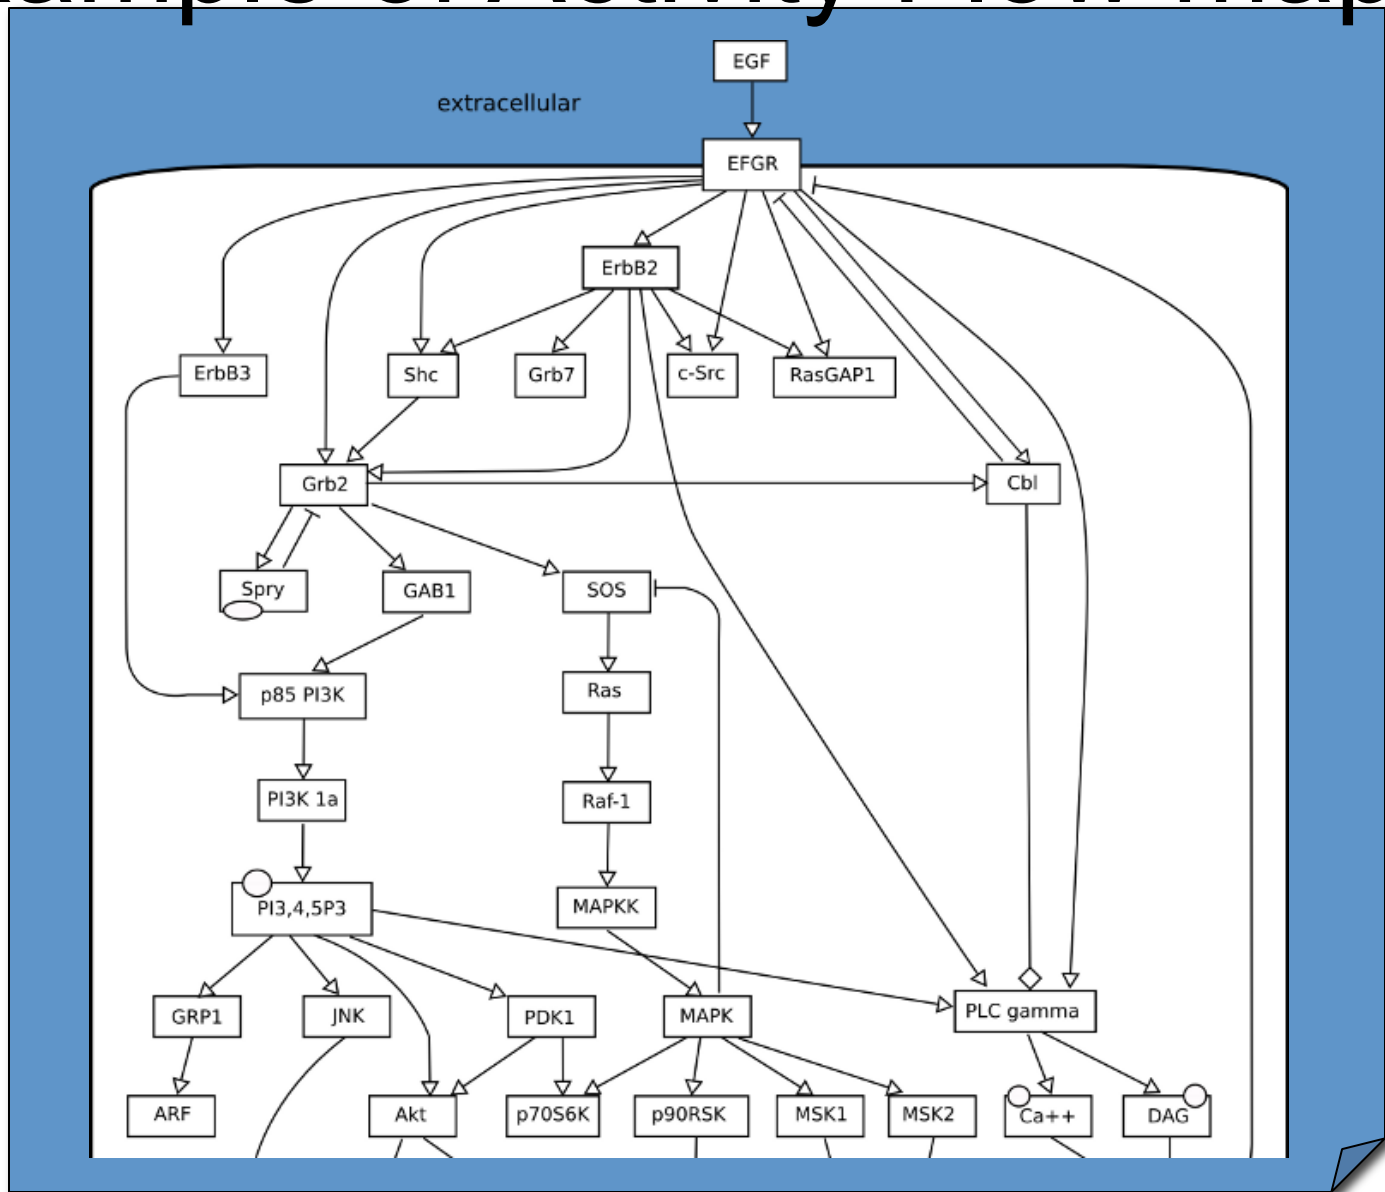 EGF
extracellular
EFGR
ErbB2
ErbB3
Shc
Grb7
c-Src
RasGAP1
Grb2
Cbl
Spry
GAB1
SOS
p85 PI3K
Ras
PI3K 1a
Raf-1
PI3,4,5P3
MAPKK
GRP1
JNK
PDK1
MAPK
PLC gamma
ARF
Akt
p70S6K
p90RSK
MSK1
MSK2
Ca++
DAG